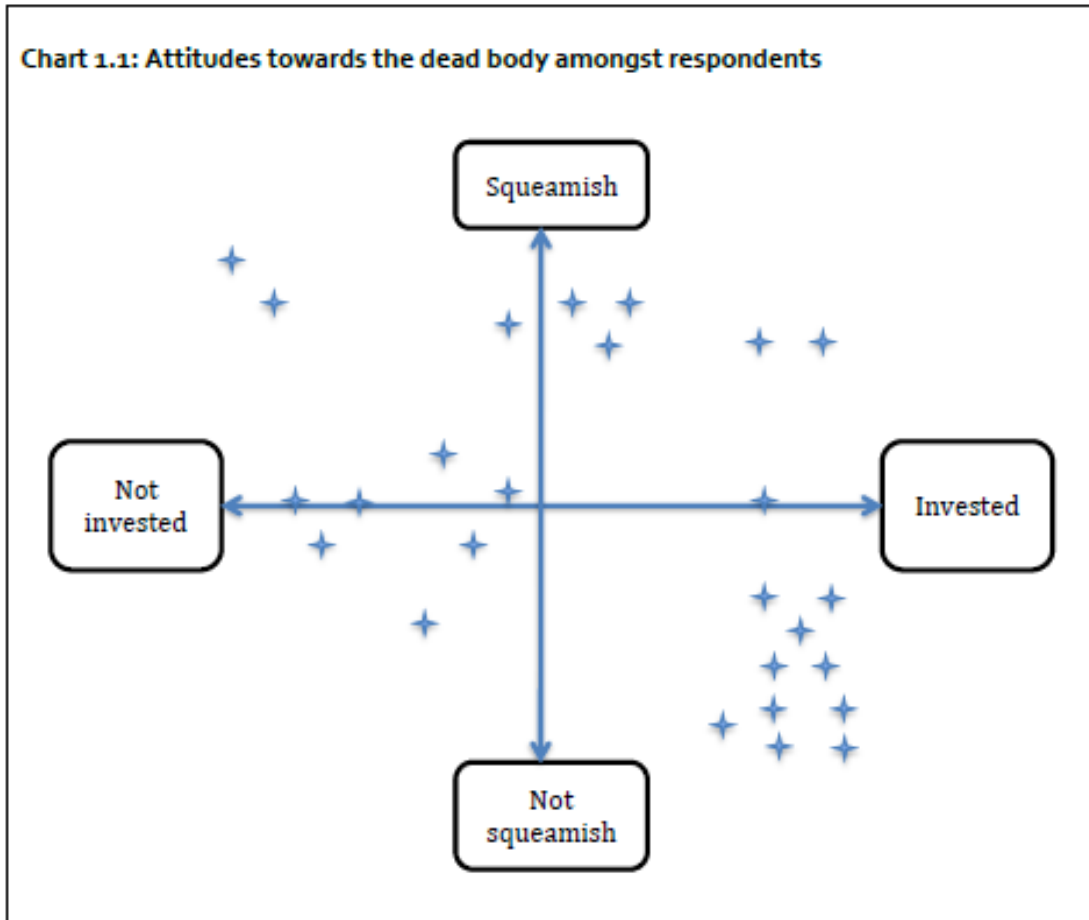 Chart 1.1: Attitudes towards the dead body amongst respondents
Squeamish
Not
invested
Invested
Not
squeamish